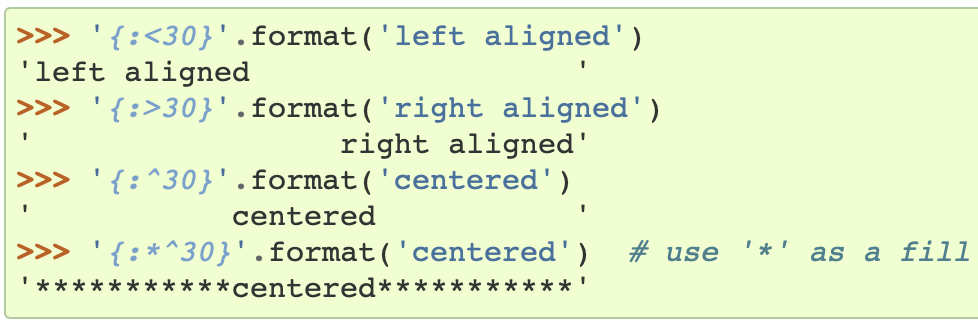 >>> '{:<30}'.format('left aligned')
'left aligned                  '
>>> '{:>30}'.format('right aligned')
'                 right aligned'
>>> '{:^30}'.format('centered')
'           centered           '
>>> '{:*^30}'.format('centered')  # use '*' as a fill
'***********centered***********'